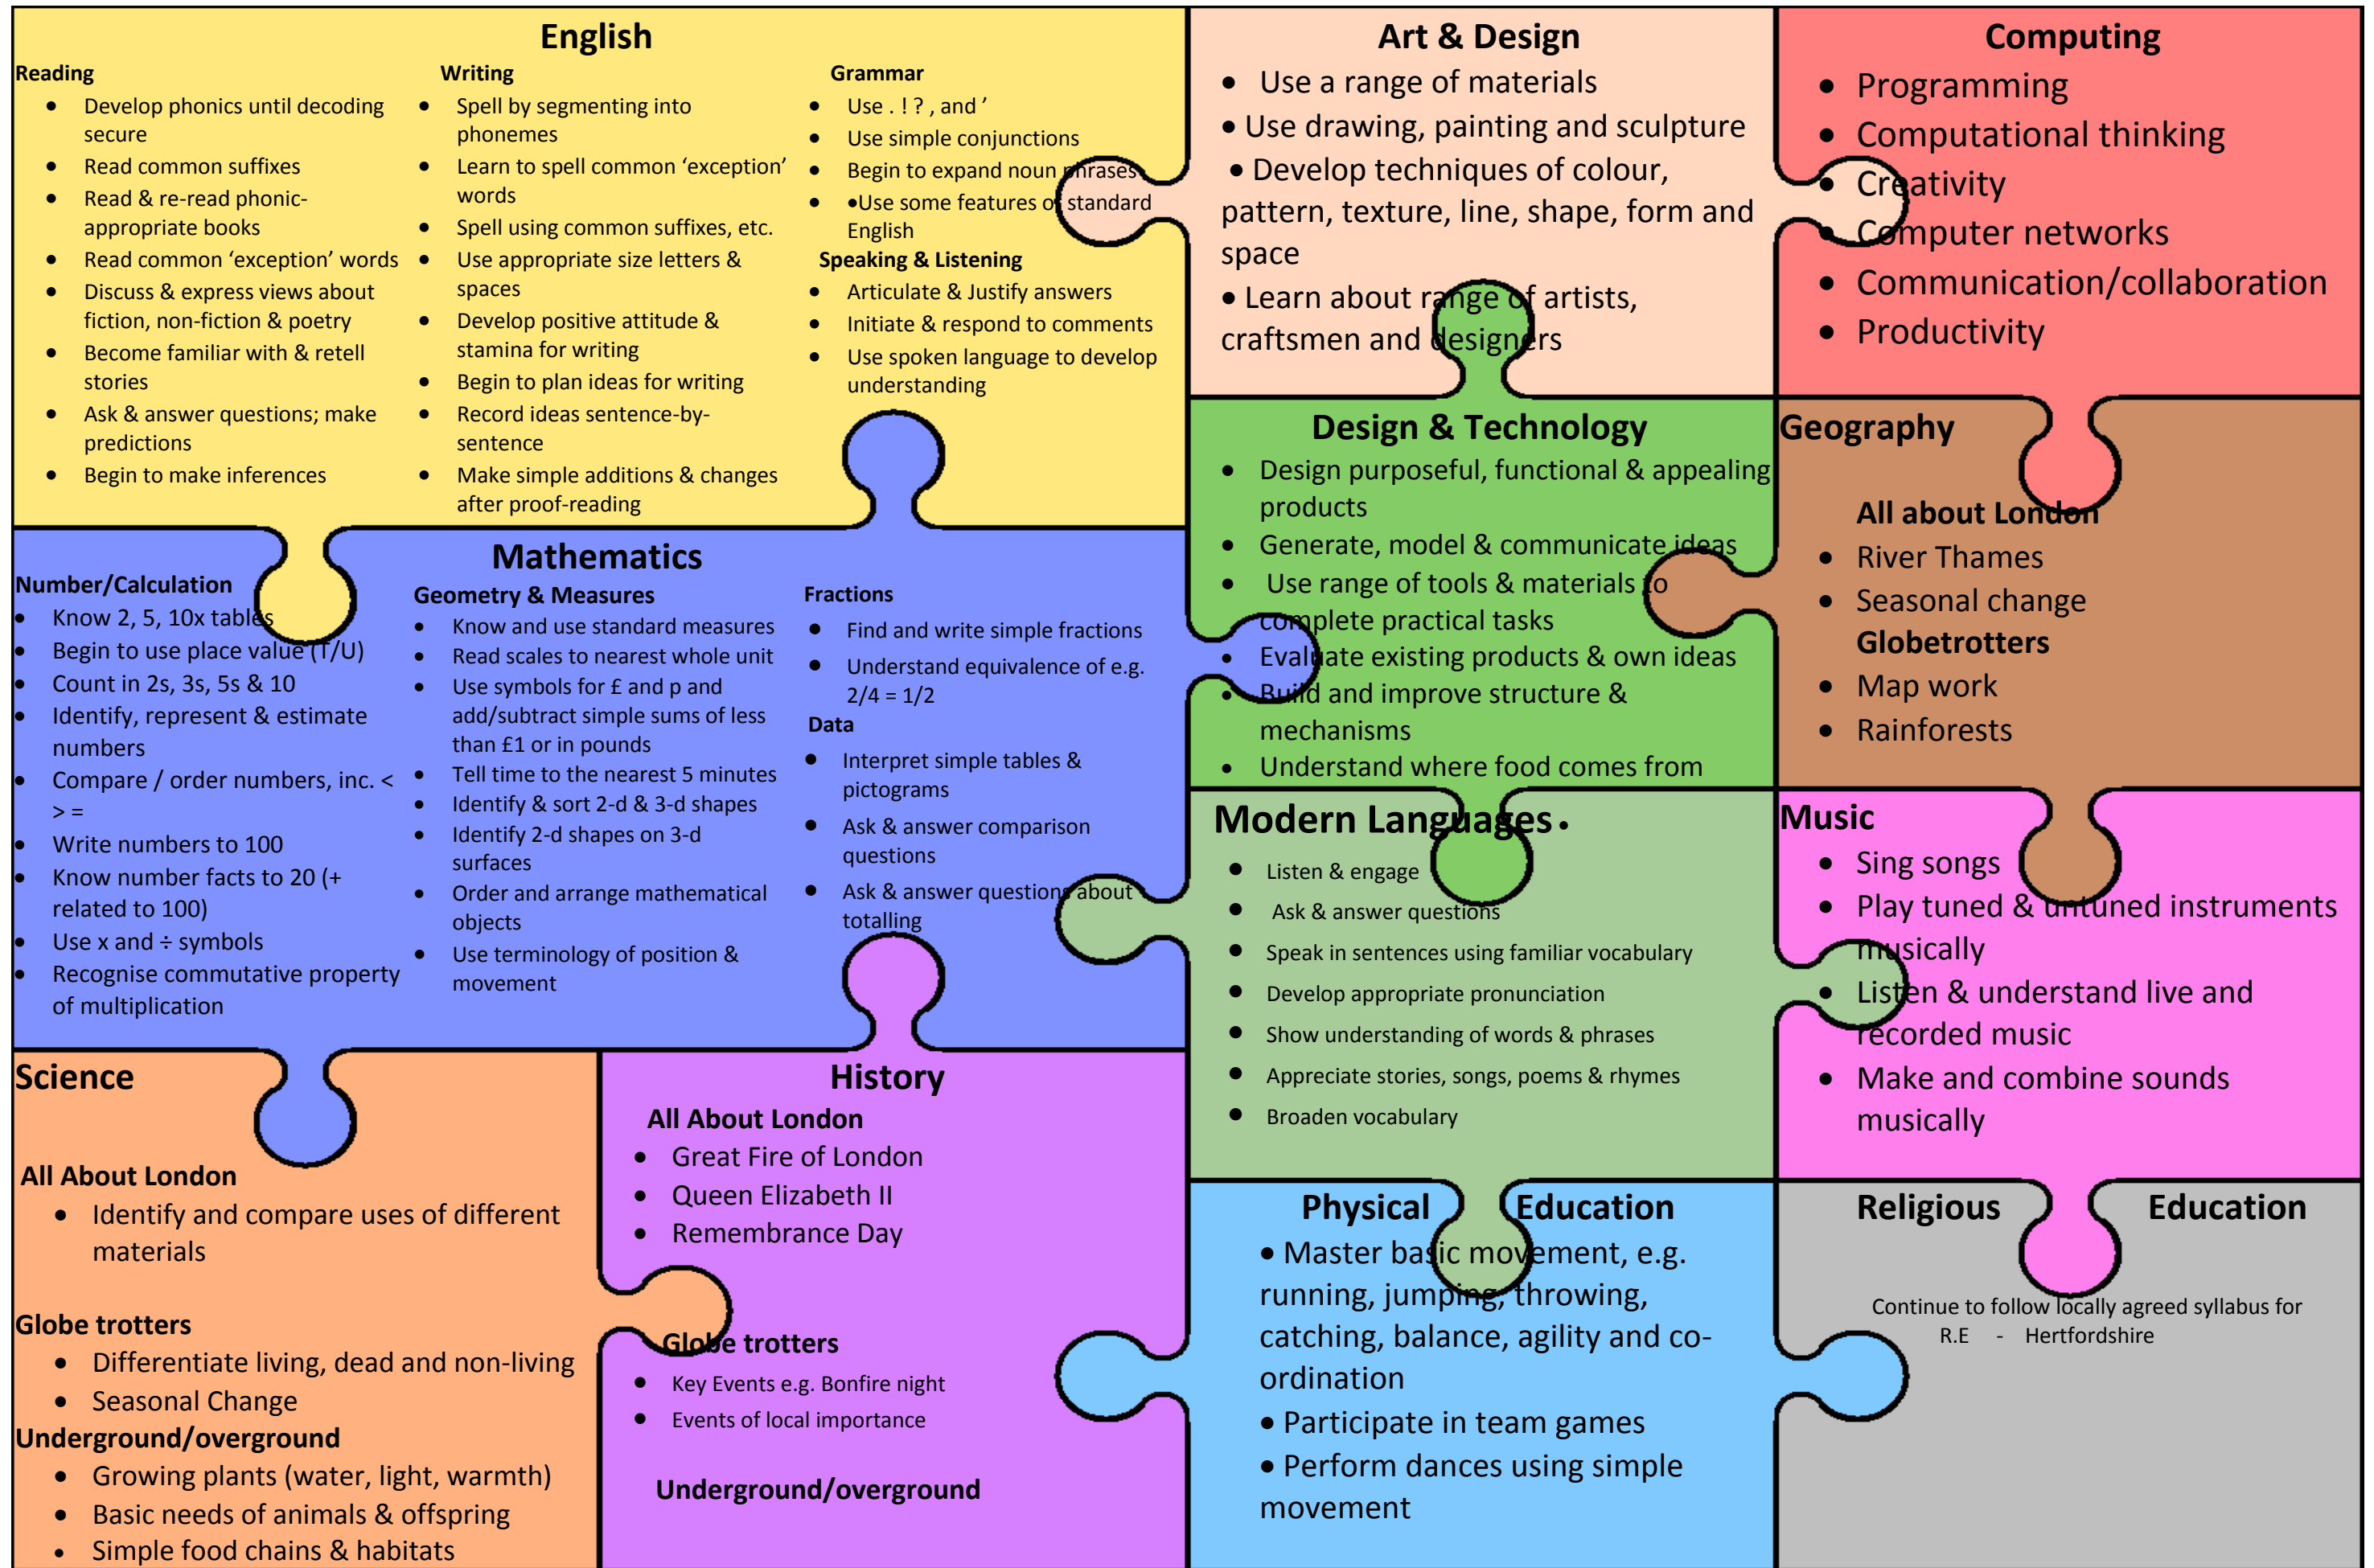 English
Reading
• Develop phonics until decoding
secure
• Read common suffixes
• Read & re-read phonic-
appropriate books
• Read common ‘exception’ words
• Discuss & express views about
fiction, non-fiction & poetry
• Become familiar with & retell
stories
• Ask & answer questions; make
predictions
• Begin to make inferences
Writing
• Spell by segmenting into
phonemes
• Learn to spell common ‘exception’
words
• Spell using common suffixes, etc.
• Use appropriate size letters &
spaces
• Develop positive attitude &
stamina for writing
• Begin to plan ideas for writing
• Record ideas sentence-by-
sentence
• Make simple additions & changes
after proof-reading
Grammar
• Use . ! ? , and ’
• Use simple conjunctions
• Begin to expand noun phrases
• •Use some features of standard
English
Speaking & Listening
• Articulate & Justify answers
• Initiate & respond to comments
• Use spoken language to develop
understanding
Art & Design
• Use a range of materials
• Use drawing, painting and sculpture
• Develop techniques of colour,
pattern, texture, line, shape, form and
space
• Learn about range of artists,
craftsmen and designers
Computing
• Programming
• Computational thinking
• Creativity
• Computer networks
• Communication/collaboration
• Productivity
Mathematics
Number/Calculation
• Know 2, 5, 10x tables
• Begin to use place value (T/U)
• Count in 2s, 3s, 5s & 10
• Identify, represent & estimate
numbers
• Compare / order numbers, inc. <
> =
• Write numbers to 100
• Know number facts to 20 (+
related to 100)
• Use x and ÷ symbols
• Recognise commutative property
of multiplication
Geometry & Measures
• Know and use standard measures
• Read scales to nearest whole unit
• Use symbols for £ and p and
add/subtract simple sums of less
than £1 or in pounds
• Tell time to the nearest 5 minutes
• Identify & sort 2-d & 3-d shapes
• Identify 2-d shapes on 3-d
surfaces
• Order and arrange mathematical
objects
• Use terminology of position &
movement
Fractions
• Find and write simple fractions
• Understand equivalence of e.g.
2/4 = 1/2
Data
• Interpret simple tables &
pictograms
• Ask & answer comparison
questions
• Ask & answer questions about
totalling
Design & Technology
• Design purposeful, functional & appealing
products
• Generate, model & communicate ideas
• Use range of tools & materials to
complete practical tasks
• Evaluate existing products & own ideas
• Build and improve structure &
mechanisms
• Understand where food comes from
Geography
All about London
• River Thames
• Seasonal change
Globetrotters
• Map work
• Rainforests
Modern Languages •
• Listen & engage
• Ask & answer questions
• Speak in sentences using familiar vocabulary
• Develop appropriate pronunciation
• Show understanding of words & phrases
• Appreciate stories, songs, poems & rhymes
• Broaden vocabulary
Music
• Sing songs
• Play tuned & untuned instruments
musically
• Listen & understand live and
recorded music
• Make and combine sounds
musically
Science
All About London
• Identify and compare uses of different
materials
Globe trotters
• Differentiate living, dead and non-living
• Seasonal Change
Underground/overground
• Growing plants (water, light, warmth)
• Basic needs of animals & offspring
• Simple food chains & habitats
History
All About London
• Great Fire of London
• Queen Elizabeth II
• Remembrance Day
Globe trotters
• Key Events e.g. Bonfire night
• Events of local importance
Underground/overground
Physical Education
• Master basic movement, e.g.
running, jumping, throwing,
catching, balance, agility and co-
ordination
• Participate in team games
• Perform dances using simple
movement
Religious Education
Continue to follow locally agreed syllabus for
R.E - Hertfordshire